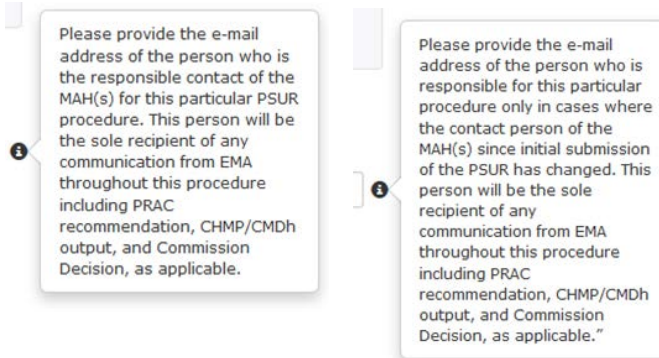 Please provide the e-mail
address of the person who is
the responsible contact of the
MAH(s) for this particular PSUR
procedure. This person will be
the sole recipient of any
communication from EMA
throughout this procedure
including PRAC
recommendation, CHMP/CMDh
output, and Commission
Decision, as applicable.
Please provide the e-mail
address of the person who is
responsible for this particular
procedure only in cases where
the contact person of the
MAH(s) since initial submission
of the PSUR has changed. This
person will be the sole
recipient of any
communication from EMA
throughout this procedure
including PRAC
recommendation, CHMP/CMDh
output, and Commission
Decision, as applicable.”